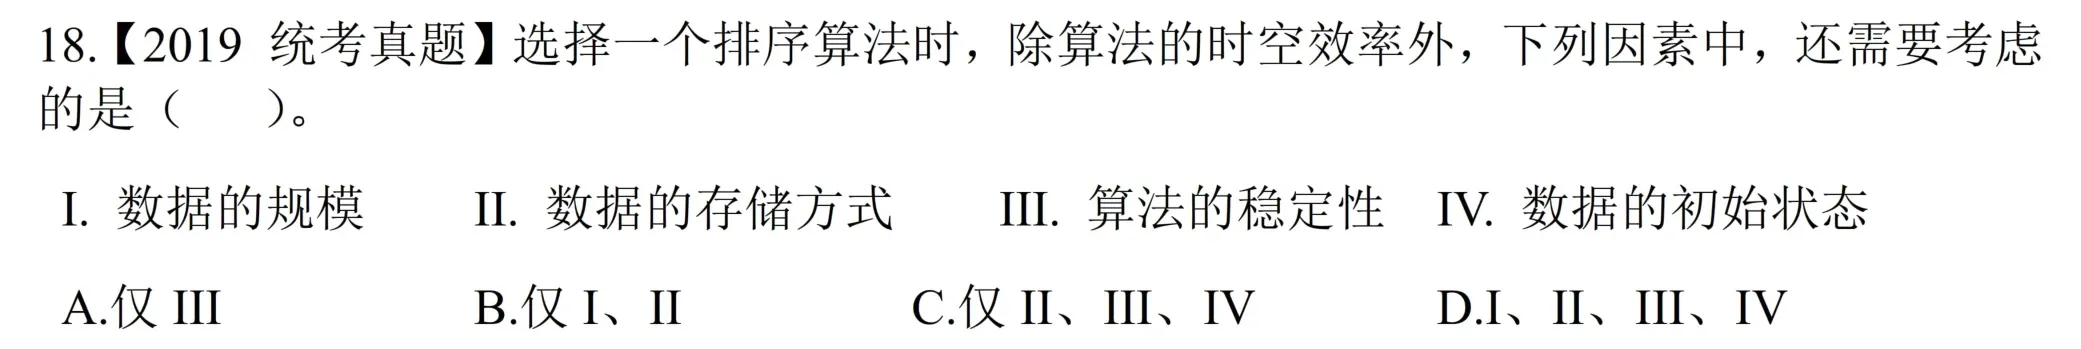 18.【2019 统考真题】选择一个排序算法时，除算法的时空效率外，下列因素中，还需要考虑
的是（　　）。
I. 数据的规模　　II. 数据的存储方式　　III. 算法的稳定性　IV. 数据的初始状态
A.仅 III　　B.仅 I、II　　C.仅 II、III、IV　　D.I、II、III、IV